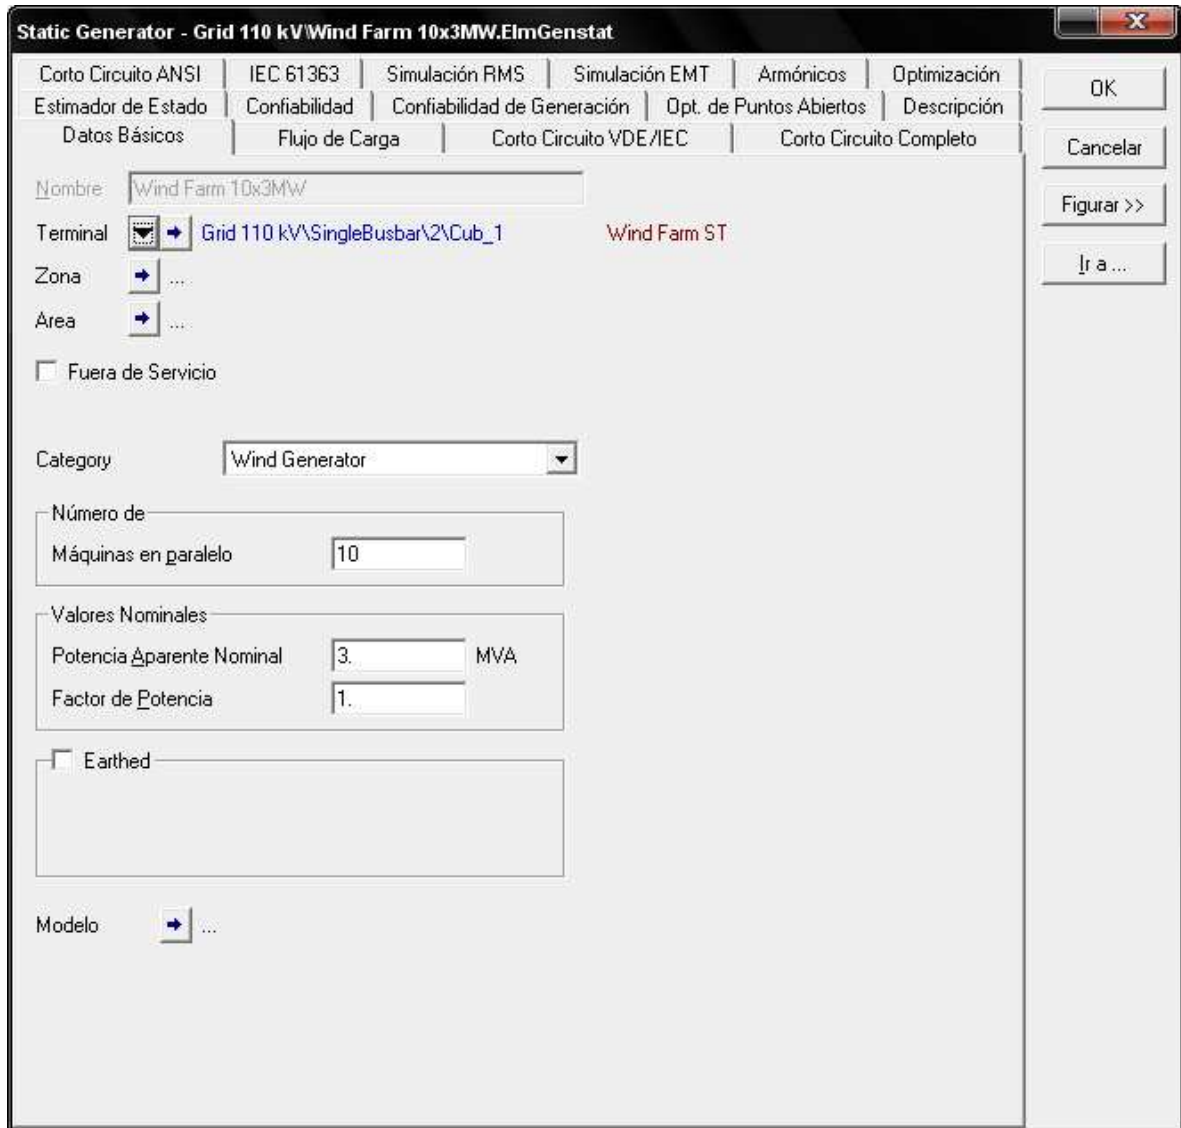 Static Generator - Grid 110 kV\Wind Farm 10x3MW.ElmGenstat
Corto Circuito ANSI IEC 61363 Simulación RMS Simulación EMT Armónicos Optimización
Estimador de Estado Confiabilidad Confiabilidad de Generación Opt. de Puntos Abiertos Descripción
Datos Básicos Flujo de Carga Corto Circuito VDE/IEC Corto Circuito Completo
OK
Cancelar
Figurar >>
Ir a ...
Nombre Wind Farm 10x3MW
Terminal Grid 110 kV\SingleBusbar\2\Cub_1 Wind Farm ST
Zona ...
Area ...
Fuera de Servicio
Category Wind Generator
Número de
Máquinas en paralelo 10
Valores Nominales
Potencia Aparente Nominal 3. MVA
Factor de Potencia 1.
Earthed
Modelo ...